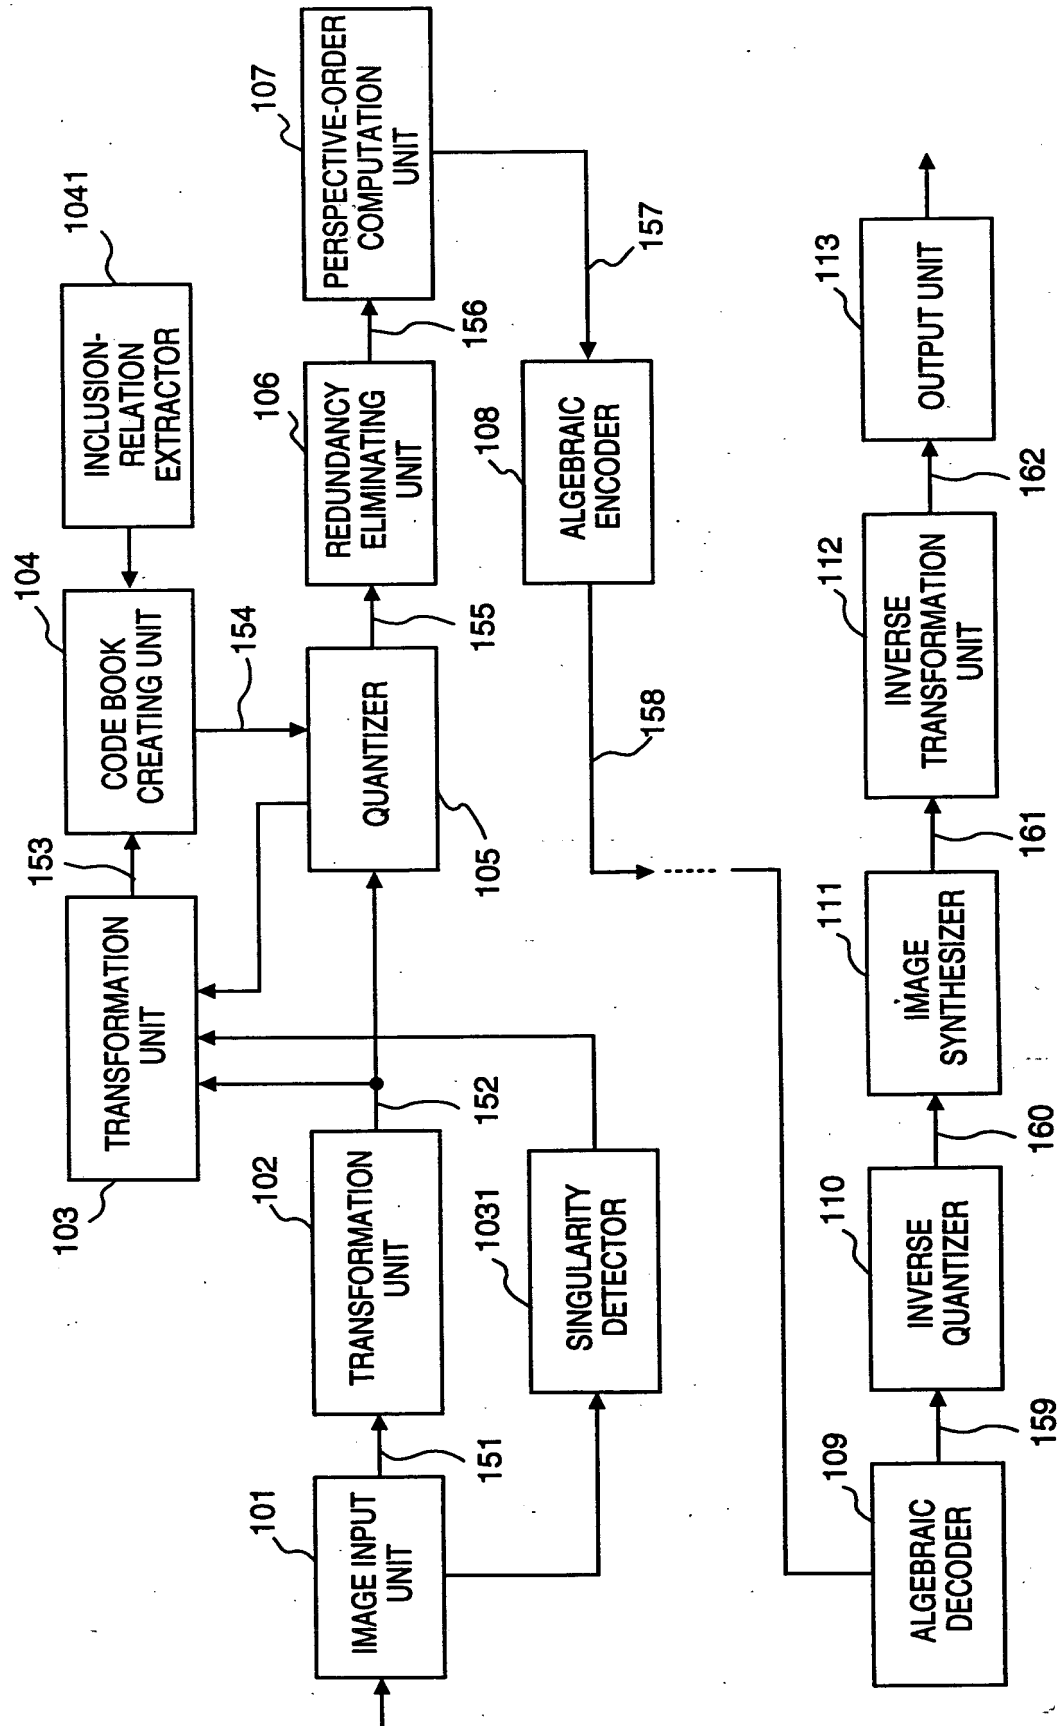 101
IMAGE INPUT
UNIT
151
102
TRANSFORMATION
UNIT
152
1031
SINGULARITY
DETECTOR
103
TRANSFORMATION
UNIT
153
104
CODE BOOK
CREATING UNIT
154
1041
INCLUSION-
RELATION
EXTRACTOR
QUANTIZER
105
155
106
REDUNDANCY
ELIMINATING
UNIT
156
107
PERSPECTIVE-ORDER
COMPUTATION
UNIT
157
108
ALGEBRAIC
ENCODER
158
109
ALGEBRAIC
DECODER
159
110
INVERSE
QUANTIZER
160
111
IMAGE
SYNTHESIZER
161
112
INVERSE
TRANSFORMATION
UNIT
162
113
OUTPUT UNIT